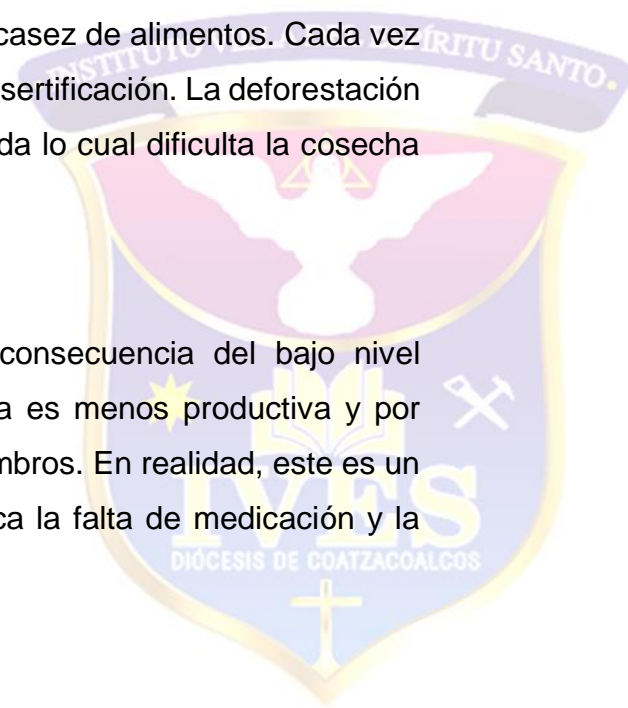 casez de alimentos. Cada vez
INSTITUTO ESPÍRITU SANTO.
sertificación. La deforestación
da lo cual dificulta la cosecha
consecuencia del bajo nivel
a es menos productiva y por
mbros. En realidad, este es un
ca la falta de medicación y la
IVES
DIÓCESIS DE COATZACOALCOS